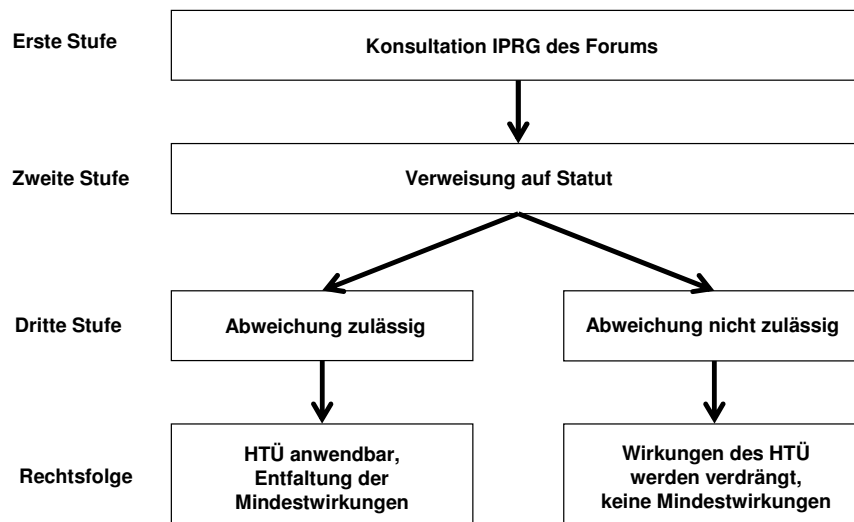 Erste Stufe
Konsultation IPRG des Forums
Zweite Stufe
Verweisung auf Statut
Dritte Stufe
Abweichung zulässig
Abweichung nicht zulässig
Rechtsfolge
HTÜ anwendbar,
Entfaltung der
Mindestwirkungen
Wirkungen des HTÜ
werden verdrängt,
keine Mindestwirkungen